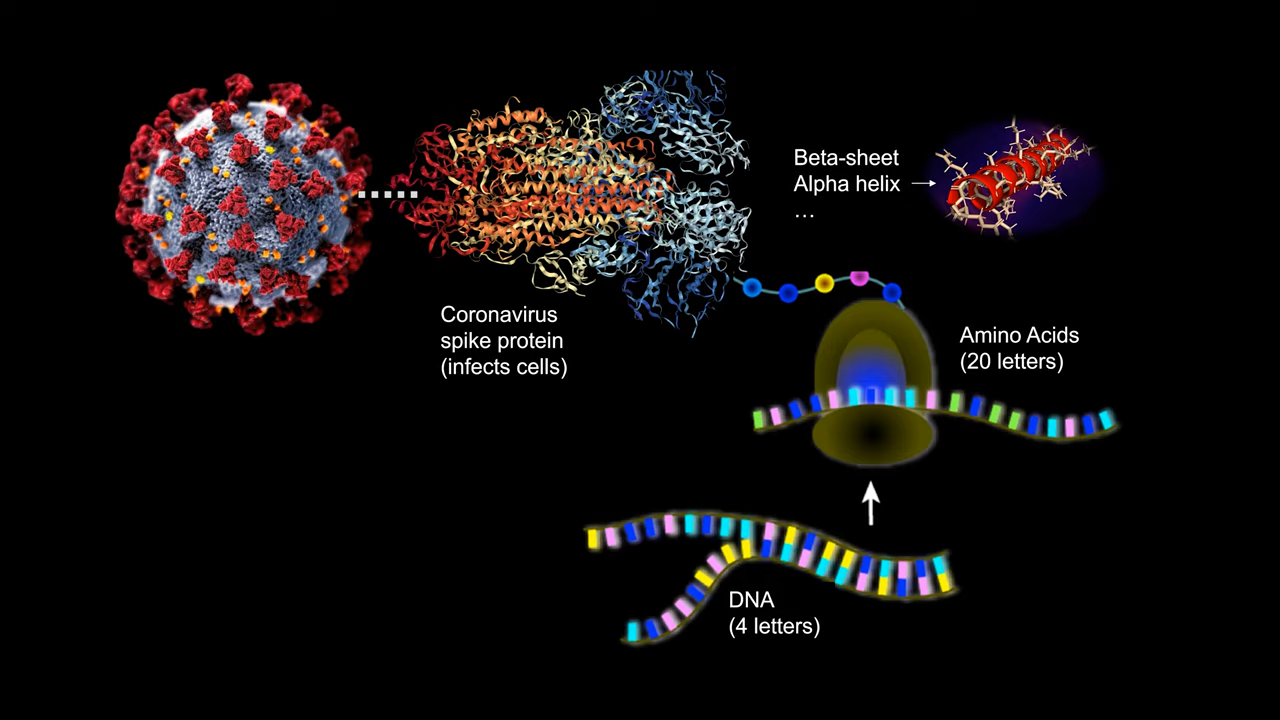 Beta-sheet
Alpha helix
...
Coronavirus
spike protein
(infects cells)
Amino Acids
(20 letters)
DNA
(4 letters)